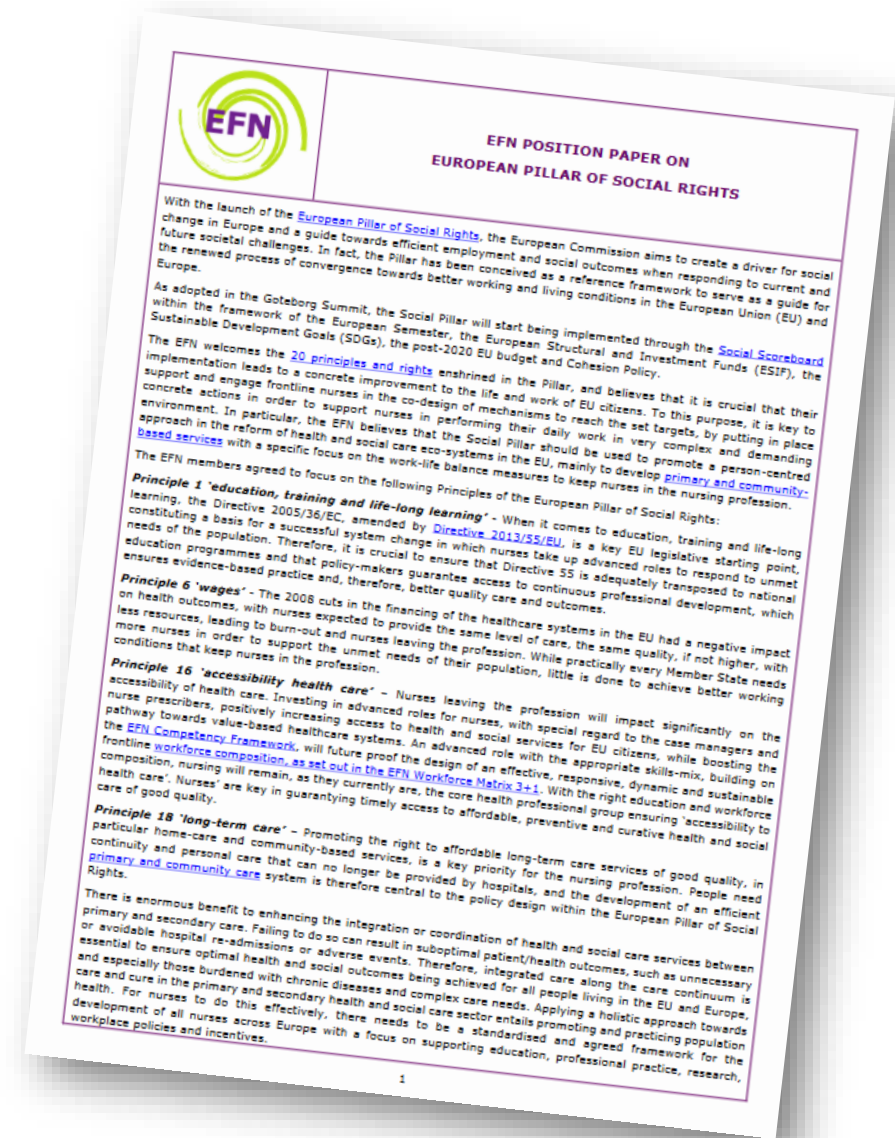 EFN
EFN POSITION PAPER ON
EUROPEAN PILLAR OF SOCIAL RIGHTS
With the launch of the European Pillar of Social Rights, the European Commission aims to create a driver for social
change in Europe and a guide towards efficient employment and social outcomes when responding to current and
future societal challenges. In fact, the Pillar has been conceived as a reference framework to serve as a guide for
the renewed process of convergence towards better working and living conditions in the European Union (EU) and
Europe.
As adopted in the Goteborg Summit, the Social Pillar will start being implemented through the Social Scoreboard
within the framework of the European Semester, the European Structural and Investment Funds (ESIF), the
Sustainable Development Goals (SDGs), the post-2020 EU budget and Cohesion Policy.
The EFN welcomes the 20 principles and rights enshrined in the Pillar, and believes that it is crucial that their
implementation leads to a concrete improvement to the life and work of EU citizens. To this purpose, it is key to
support and engage frontline nurses in the co-design of mechanisms to reach the set targets, by putting in place
concrete actions in order to support nurses in performing their daily work in very complex and demanding
environment. In particular, the EFN believes that the Social Pillar should be used to promote a person-centred
approach in the reform of health and social care eco-systems in the EU, mainly to develop primary and community-
based services with a specific focus on the work-life balance measures to keep nurses in the nursing profession.
The EFN members agreed to focus on the following Principles of the European Pillar of Social Rights:
Principle 1 'education, training and life-long learning' - When it comes to education, training and life-long
learning, the Directive 2005/36/EC, amended by Directive 2013/55/EU, is a key EU legislative starting point,
constituting a basis for a successful system change in which nurses take up advanced roles to respond to unmet
needs of the population. Therefore, it is crucial to ensure that Directive 55 is adequately transposed to national
education programmes and that policy-makers guarantee access to continuous professional development, which
ensures evidence-based practice and, therefore, better quality care and outcomes.
Principle 6 'wages' - The 2008 cuts in the financing of the healthcare systems in the EU had a negative impact
on health outcomes, with nurses expected to provide the same level of care, the same quality, if not higher, with
less resources, leading to burn-out and nurses leaving the profession. While practically every Member State needs
more nurses in order to support the unmet needs of their population, little is done to achieve better working
conditions that keep nurses in the profession.
Principle 16 'accessibility health care' – Nurses leaving the profession will impact significantly on the
accessibility of health care. Investing in advanced roles for nurses, with special regard to the case managers and
nurse prescribers, positively increasing access to health and social services for EU citizens, while boosting the
pathway towards value-based healthcare systems. An advanced role with the appropriate skills-mix, building on
the EFN Competency Framework, will future proof the design of an effective, responsive, dynamic and sustainable
frontline workforce composition, as set out in the EFN Workforce Matrix 3+1. With the right education and workforce
composition, nursing will remain, as they currently are, the core health professional group ensuring 'accessibility to
health care'. Nurses' are key in guarantying timely access to affordable, preventive and curative health and social
care of good quality.
Principle 18 'long-term care' – Promoting the right to affordable long-term care services of good quality, in
particular home-care and community-based services, is a key priority for the nursing profession. People need
continuity and personal care that can no longer be provided by hospitals, and the development of an efficient
primary and community care system is therefore central to the policy design within the European Pillar of Social
Rights.
There is enormous benefit to enhancing the integration or coordination of health and social care services between
primary and secondary care. Failing to do so can result in suboptimal patient/health outcomes, such as unnecessary
or avoidable hospital re-admissions or adverse events. Therefore, integrated care along the care continuum is
essential to ensure optimal health and social outcomes being achieved for all people living in the EU and Europe,
and especially those burdened with chronic diseases and complex care needs. Applying a holistic approach towards
care and cure in the primary and secondary health and social care sector entails promoting and practicing population
health. For nurses to do this effectively, there needs to be a standardised and agreed framework for the
development of all nurses across Europe with a focus on supporting education, professional practice, research,
workplace policies and incentives.
1